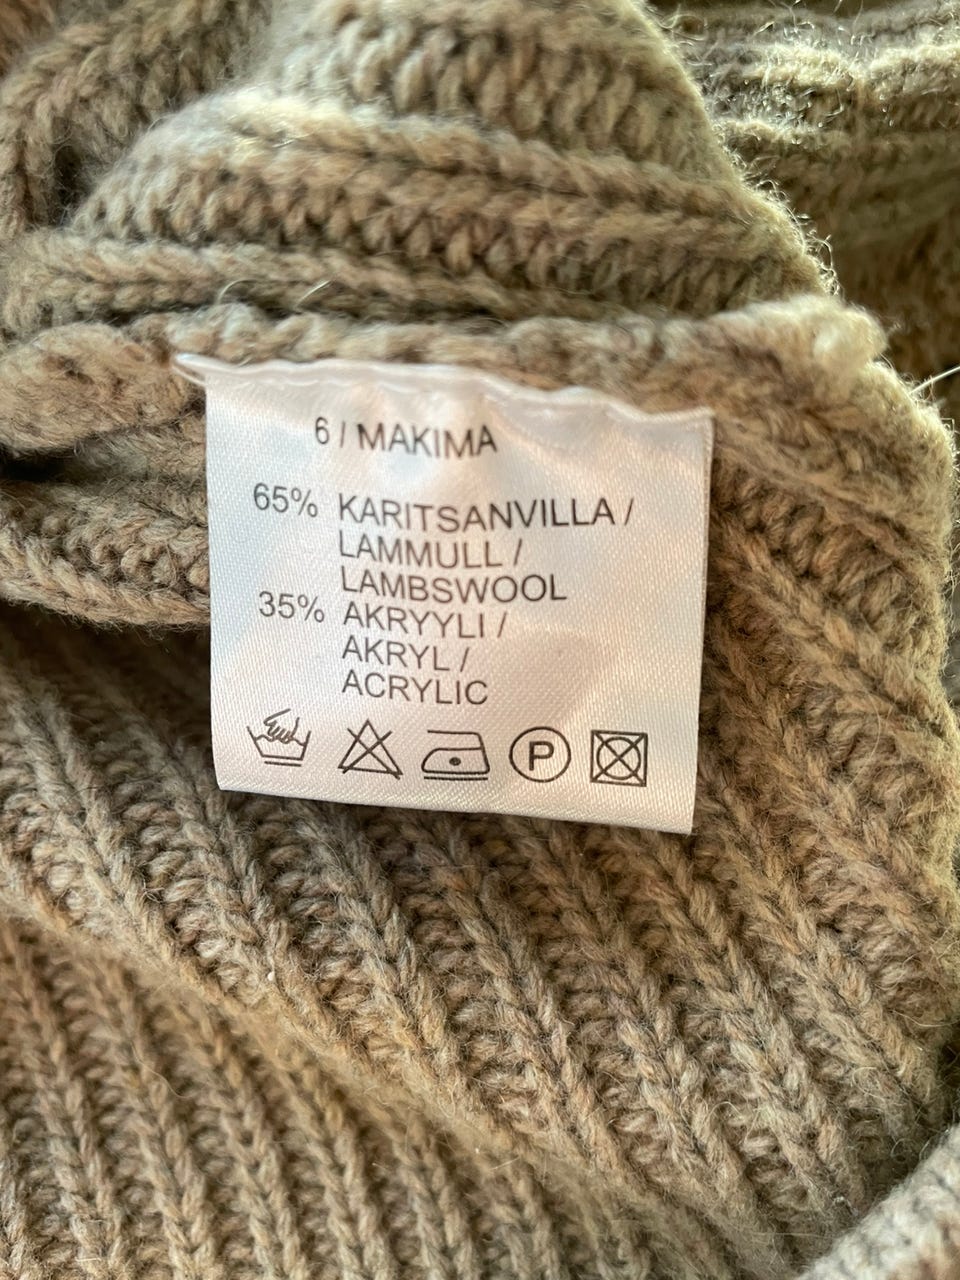 6 / MAKIMA
65% KARITSANVILLA /
LAMMULL /
LAMBSWOOL
35% AKRYYLI /
AKRYL /
ACRYLIC
P